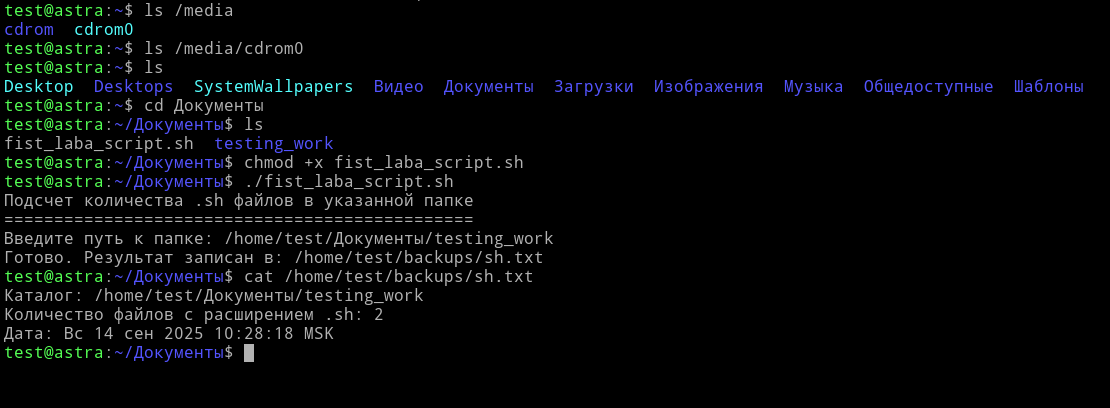 test@astra:~$ ls /media
cdrom  cdrom0
test@astra:~$ ls /media/cdrom0
test@astra:~$ ls
Desktop  Desktops  SystemWallpapers  Видео  Документы  Загрузки  Изображения  Музыка  Общедоступные  Шаблоны
test@astra:~$ cd Документы
test@astra:~/Документы$ ls
fist_laba_script.sh  testing_work
test@astra:~/Документы$ chmod +x fist_laba_script.sh
test@astra:~/Документы$ ./fist_laba_script.sh
Подсчет количества .sh файлов в указанной папке
===============================================
Введите путь к папке: /home/test/Документы/testing_work
Готово. Результат записан в: /home/test/backups/sh.txt
test@astra:~/Документы$ cat /home/test/backups/sh.txt
Каталог: /home/test/Документы/testing_work
Количество файлов с расширением .sh: 2
Дата: Вс 14 сен 2025 10:28:18 MSK
test@astra:~/Документы$